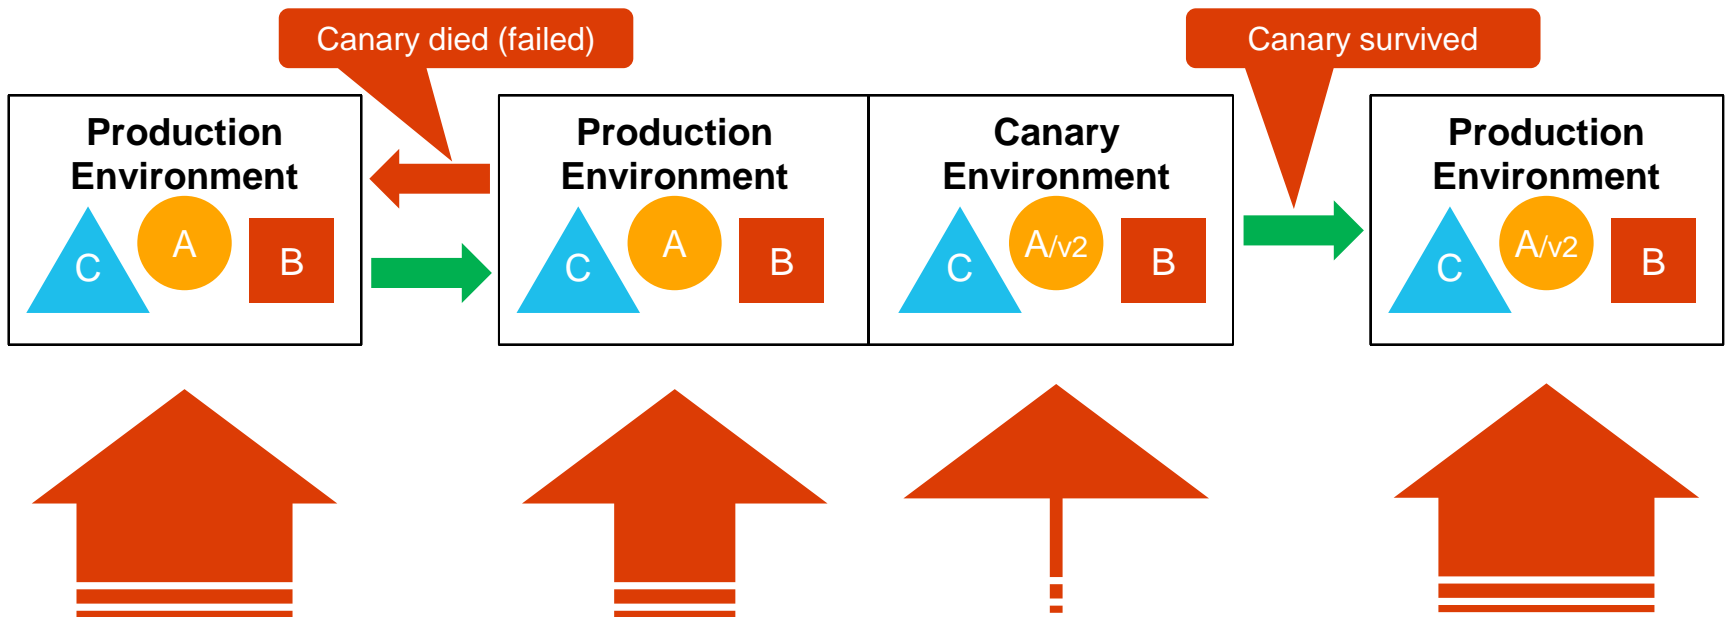 Canary died (failed)
Canary survived
Production
Environment
C
A
B
Production
Environment
C
A
B
Canary
Environment
C
A/v2
B
Production
Environment
C
A/v2
B